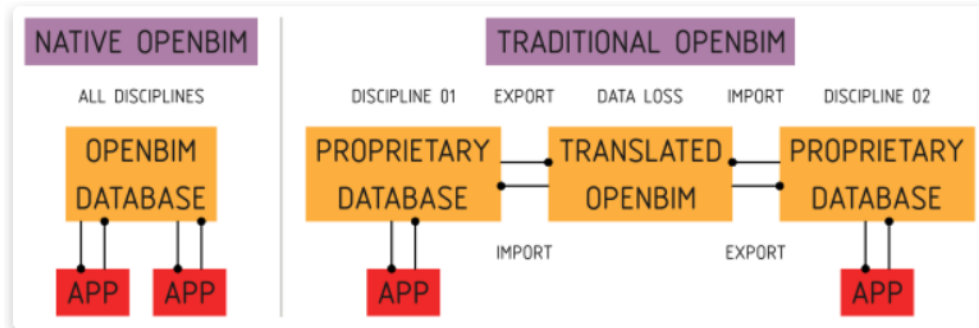 NATIVE OPENBIM
ALL DISCIPLINES
OPENBIM
DATABASE
APP
APP
TRADITIONAL OPENBIM
DISCIPLINE 01
EXPORT
DATA LOSS
IMPORT
DISCIPLINE 02
PROPRIETARY
DATABASE
TRANSLATED
OPENBIM
PROPRIETARY
DATABASE
IMPORT
EXPORT
APP
APP